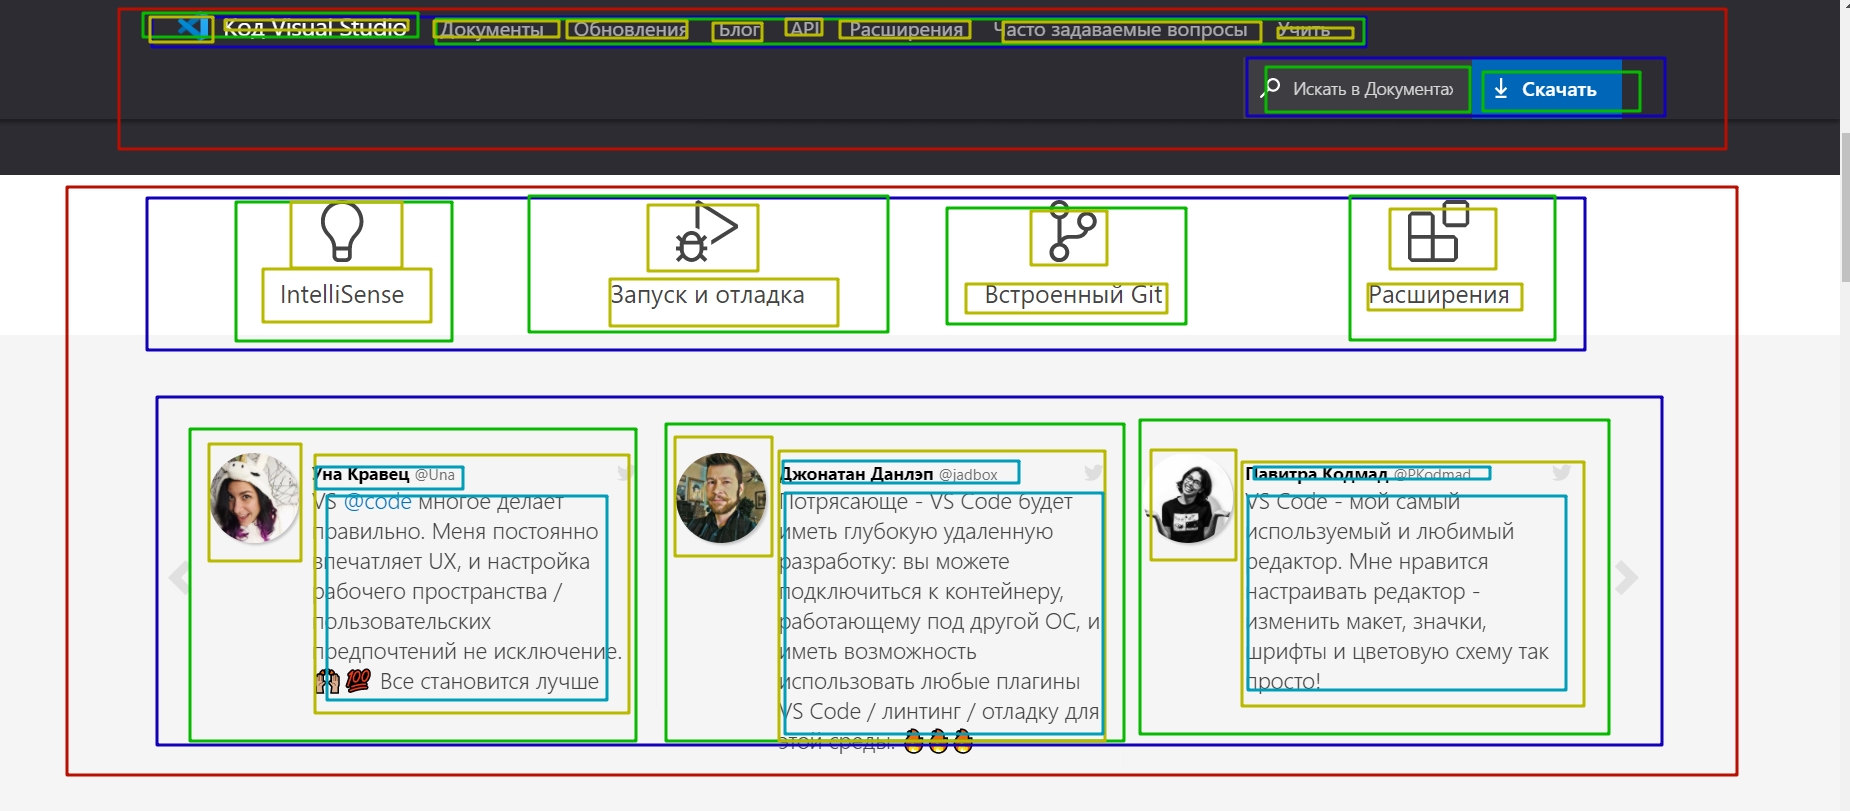 Код Visual Studio Документы Обновления Блог API Расширения Часто задаваемые вопросы Учить
Искать в Документах Скачать
IntelliSense Запуск и отладка Встроенный Git Расширения
Уна Кравец @Una
VS @code многое делает
правильно. Меня постоянно
впечатляет UX, и настройка
рабочего пространства /
пользовательских
предпочтений не исключение.
🙌💯 Все становится лучше
Джонатан Данлэп @jadbox
Потрясающе - VS Code будет
иметь глубокую удаленную
разработку: вы можете
подключиться к контейнеру,
работающему под другой ОС, и
иметь возможность
использовать любые плагины
VS Code / линтинг / отладку для
этой среды.
Павитра Кодмад @PKodmad
VS Code - мой самый
используемый и любимый
редактор. Мне нравится
настраивать редактор -
изменить макет, значки,
шрифты и цветовую схему так
просто!